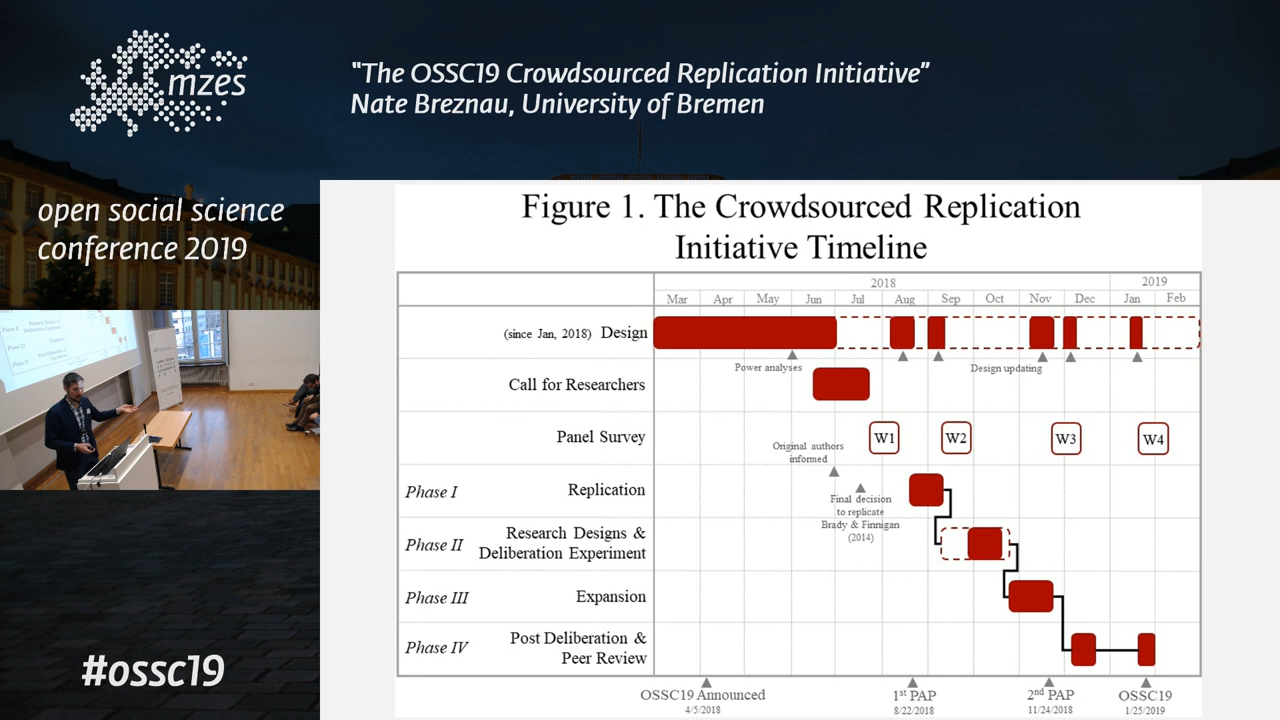 mzes
"The OSSC19 Crowdsourced Replication Initiative"
Nate Breznau, University of Bremen
open social science
conference 2019
#ossc19
Figure 1. The Crowdsourced Replication
Initiative Timeline
2018
2019
Mar Apr May Jun Jul Aug Sep Oct Nov Dec Jan Feb
(since Jan, 2018) Design
Power analyses
Design updating
Call for Researchers
Panel Survey
W1 W2 W3 W4
Original authors
informed
Phase I Replication
Final decision
to replicate
Brady & Finnigan
(2014)
Phase II
Research Designs &
Deliberation Experiment
Phase III Expansion
Phase IV
Post Deliberation &
Peer Review
OSSC19 Announced
4/5/2018
1st PAP
8/22/2018
2nd PAP
11/24/2018
OSSC19
1/25/2019